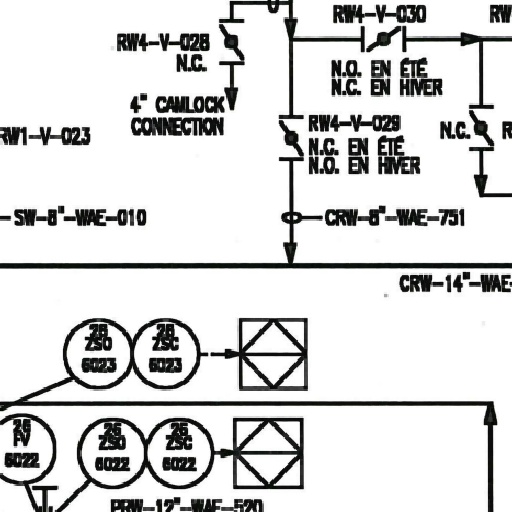 RW4-V-030
RW
RW4-V-028
N.C.
N.O. EN ÉTÉ
N.C. EN HIVER
4" CAMLOCK
CONNECTION
RW4-V-029
N.C. EN ÉTÉ
N.O. EN HIVER
N.C.
R
RW1-V-023
SW-8"-WAE-010
CRW-8"-WAE-751
CRW-14"-WAE-
26
ZSO
6023
26
ZSC
6023
26
FV
6022
26
ZSO
6022
26
ZSC
6022
PRW-12"-WAE-520